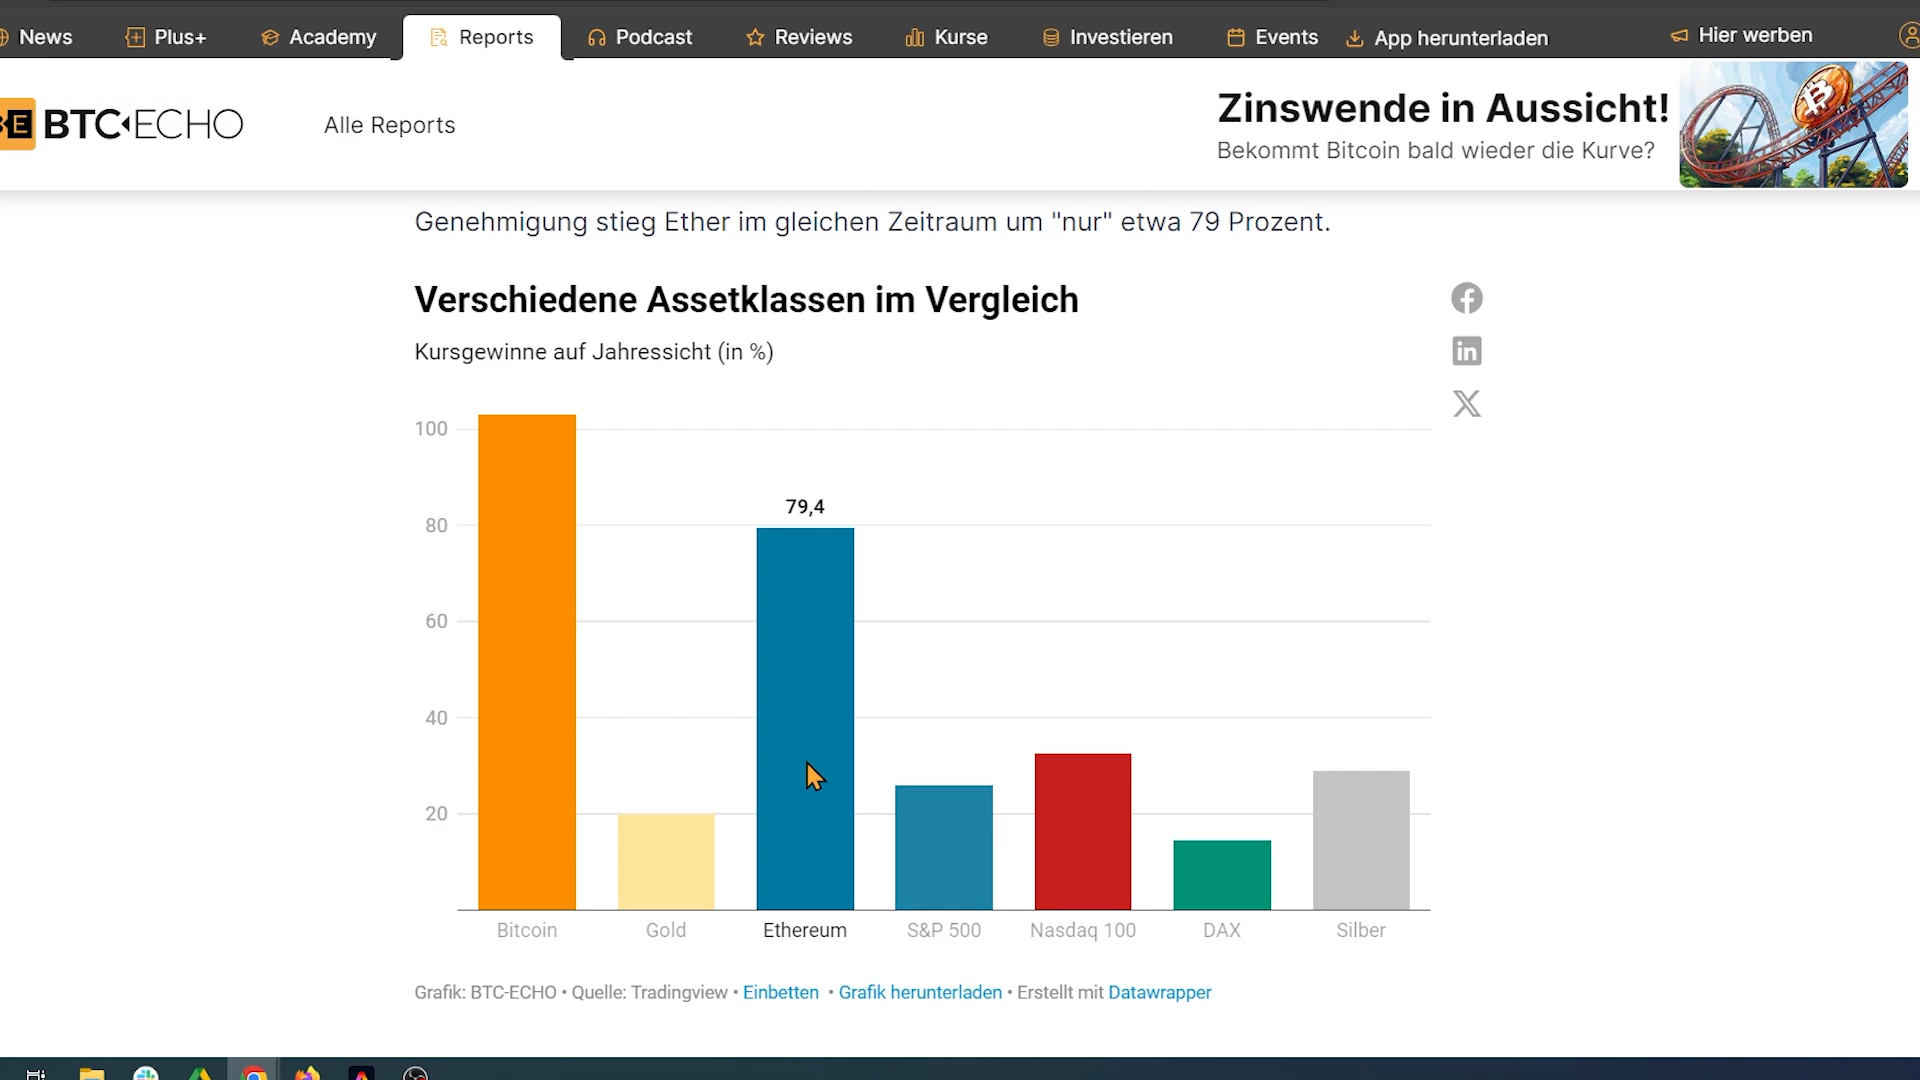 News
Plus+
Academy
Reports
Podcast
Reviews
Kurse
Investieren
Events
App herunterladen
Hier werben
BTC-ECHO
Alle Reports
Zinswende in Aussicht!
Bekommt Bitcoin bald wieder die Kurve?
Genehmigung stieg Ether im gleichen Zeitraum um "nur" etwa 79 Prozent.
Verschiedene Assetklassen im Vergleich
Kursgewinne auf Jahressicht (in %)
100
80
60
40
20
79,4
Bitcoin
Gold
Ethereum
S&P 500
Nasdaq 100
DAX
Silber
Grafik: BTC-ECHO • Quelle: Tradingview • Einbetten • Grafik herunterladen • Erstellt mit Datawrapper